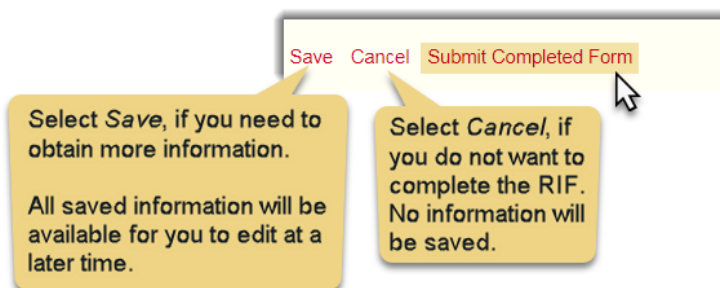 Save Cancel Submit Completed Form
Select Save, if you need to
obtain more information.
All saved information will be
available for you to edit at a
later time.
Select Cancel, if
you do not want to
complete the RIF.
No information will
be saved.